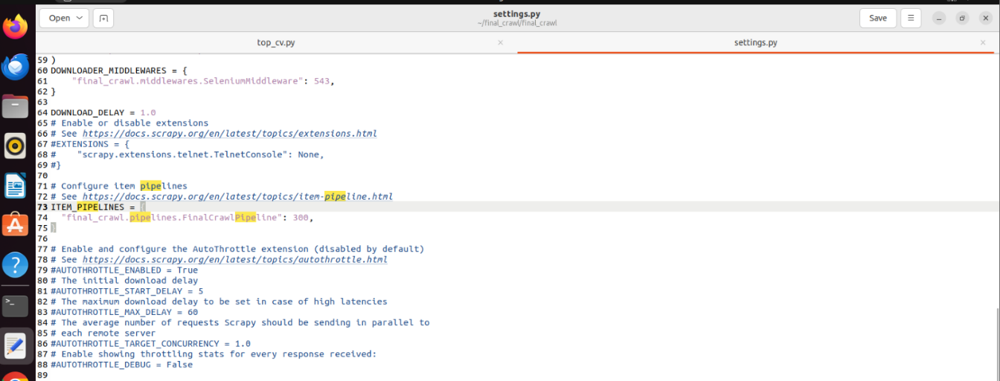 Open
settings.py
~/final_crawl/final_crawl
Save
top_cv.py
settings.py
59 )
60 DOWNLOADER_MIDDLEWARES = {
61     "final_crawl.middlewares.SeleniumMiddleware": 543,
62 }
63
64 DOWNLOAD_DELAY = 1.0
65 # Enable or disable extensions
66 # See https://docs.scrapy.org/en/latest/topics/extensions.html
67 #EXTENSIONS = {
68 #    "scrapy.extensions.telnet.TelnetConsole": None,
69 #}
70
71 # Configure item pipelines
72 # See https://docs.scrapy.org/en/latest/topics/item-pipeline.html
73 ITEM_PIPELINES = {
74   "final_crawl.pipelines.FinalCrawlPipeline": 300,
75 }
76
77 # Enable and configure the AutoThrottle extension (disabled by default)
78 # See https://docs.scrapy.org/en/latest/topics/autothrottle.html
79 #AUTOTHROTTLE_ENABLED = True
80 # The initial download delay
81 #AUTOTHROTTLE_START_DELAY = 5
82 # The maximum download delay to be set in case of high latencies
83 #AUTOTHROTTLE_MAX_DELAY = 60
84 # The average number of requests Scrapy should be sending in parallel to
85 # each remote server
86 #AUTOTHROTTLE_TARGET_CONCURRENCY = 1.0
87 # Enable showing throttling stats for every response received:
88 #AUTOTHROTTLE_DEBUG = False
89